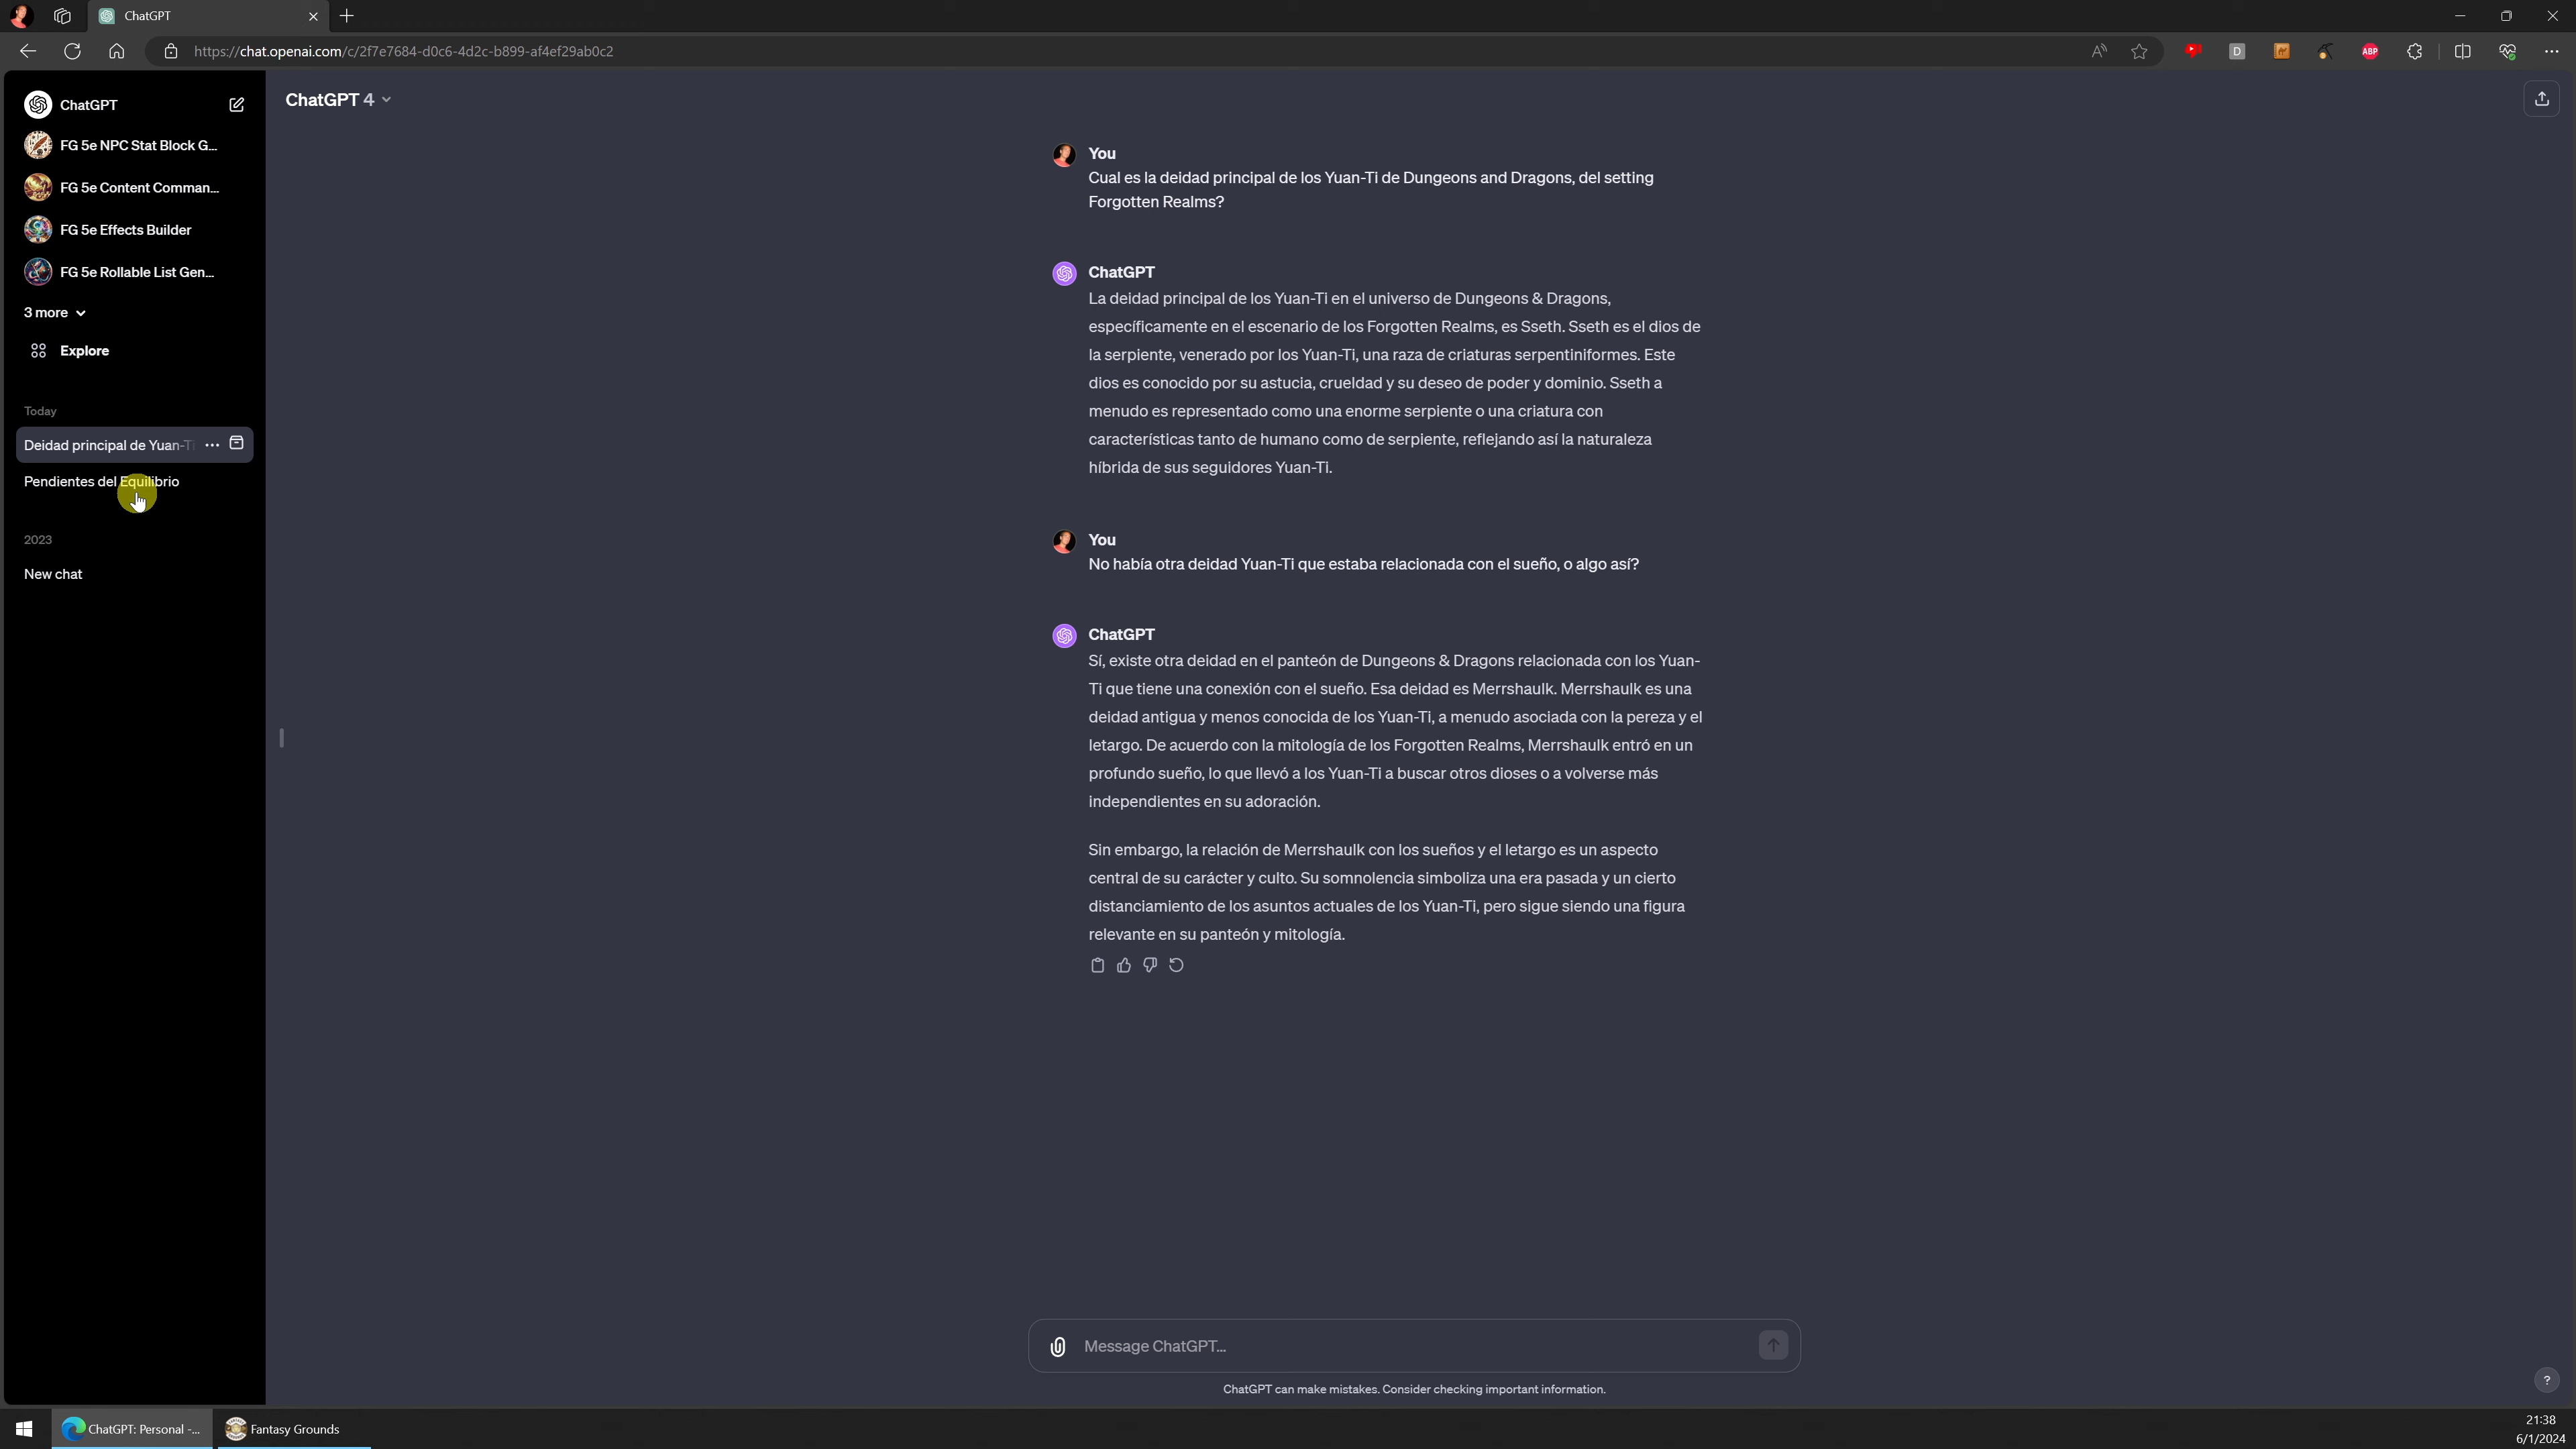 ChatGPT
https://chat.openai.com/c/2f7e7684-d0c6-4d2c-b899-af4ef29ab0c2
D
ABP
ChatGPT
FG 5e NPC Stat Block G...
FG 5e Content Comman...
FG 5e Effects Builder
FG 5e Rollable List Gen...
3 more
Explore
Today
Deidad principal de Yuan-Ti
Pendientes del Equilibrio
2023
New chat
ChatGPT 4
You
Cual es la deidad principal de los Yuan-Ti de Dungeons and Dragons, del setting
Forgotten Realms?
ChatGPT
La deidad principal de los Yuan-Ti en el universo de Dungeons & Dragons,
específicamente en el escenario de los Forgotten Realms, es Sseth. Sseth es el dios de
la serpiente, venerado por los Yuan-Ti, una raza de criaturas serpentiniformes. Este
dios es conocido por su astucia, crueldad y su deseo de poder y dominio. Sseth a
menudo es representado como una enorme serpiente o una criatura con
características tanto de humano como de serpiente, reflejando así la naturaleza
híbrida de sus seguidores Yuan-Ti.
You
No había otra deidad Yuan-Ti que estaba relacionada con el sueño, o algo así?
ChatGPT
Sí, existe otra deidad en el panteón de Dungeons & Dragons relacionada con los Yuan-
Ti que tiene una conexión con el sueño. Esa deidad es Merrshaulk. Merrshaulk es una
deidad antigua y menos conocida de los Yuan-Ti, a menudo asociada con la pereza y el
letargo. De acuerdo con la mitología de los Forgotten Realms, Merrshaulk entró en un
profundo sueño, lo que llevó a los Yuan-Ti a buscar otros dioses o a volverse más
independientes en su adoración.
Sin embargo, la relación de Merrshaulk con los sueños y el letargo es un aspecto
central de su carácter y culto. Su somnolencia simboliza una era pasada y un cierto
distanciamiento de los asuntos actuales de los Yuan-Ti, pero sigue siendo una figura
relevante en su panteón y mitología.
Message ChatGPT...
ChatGPT can make mistakes. Consider checking important information.
?
ChatGPT: Personal -...
Fantasy Grounds
21:38
6/1/2024